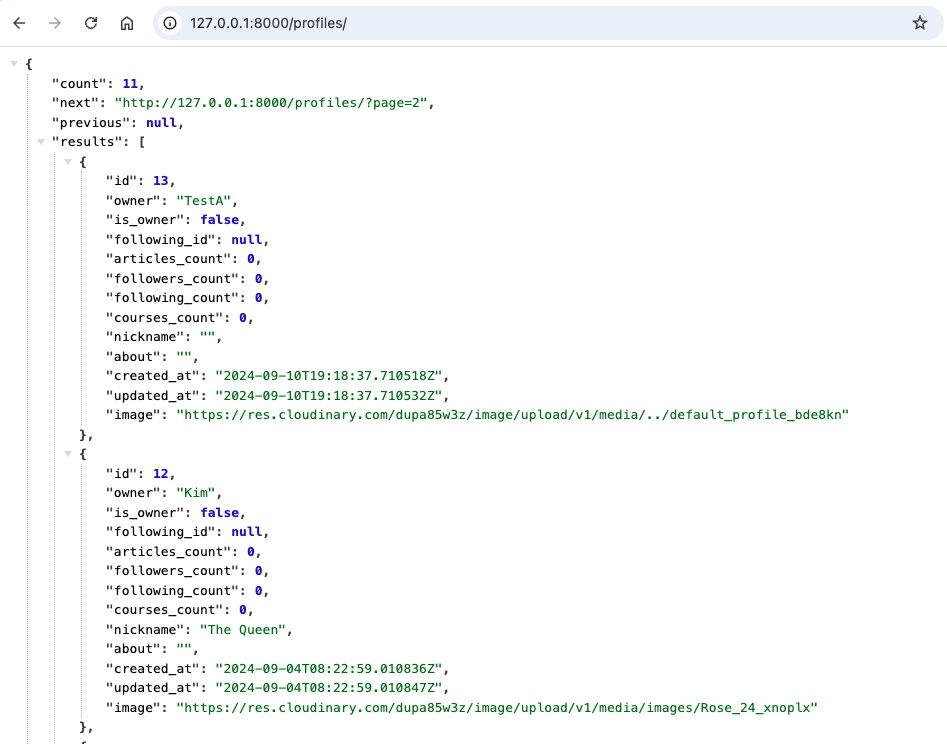 127.0.0.1:8000/profiles/
{
"count": 11,
"next": "http://127.0.0.1:8000/profiles/?page=2",
"previous": null,
"results": [
{
"id": 13,
"owner": "TestA",
"is_owner": false,
"following_id": null,
"articles_count": 0,
"followers_count": 0,
"following_count": 0,
"courses_count": 0,
"nickname": "",
"about": "",
"created_at": "2024-09-10T19:18:37.710518Z",
"updated_at": "2024-09-10T19:18:37.710532Z",
"image": "https://res.cloudinary.com/dupa85w3z/image/upload/v1/media/../default_profile_bde8kn"
},
{
"id": 12,
"owner": "Kim",
"is_owner": false,
"following_id": null,
"articles_count": 0,
"followers_count": 0,
"following_count": 0,
"courses_count": 0,
"nickname": "The Queen",
"about": "",
"created_at": "2024-09-04T08:22:59.010836Z",
"updated_at": "2024-09-04T08:22:59.010847Z",
"image": "https://res.cloudinary.com/dupa85w3z/image/upload/v1/media/images/Rose_24_xnoplx"
},